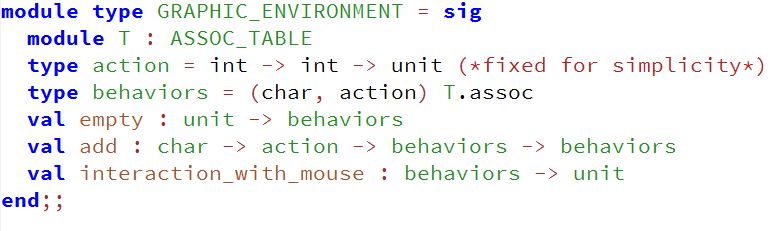 module type GRAPHIC_ENVIRONMENT = sig
  module T : ASSOC_TABLE
  type action = int -> int -> unit (*fixed for simplicity*)
  type behaviors = (char, action) T.assoc
  val empty : unit -> behaviors
  val add : char -> action -> behaviors -> behaviors
  val interaction_with_mouse : behaviors -> unit
end;;